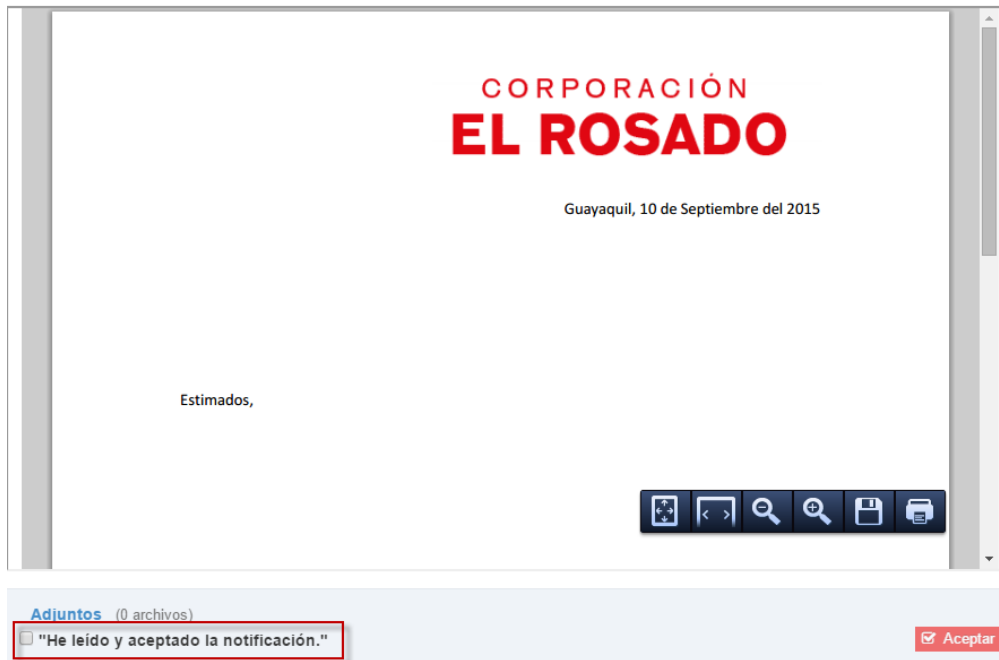 CORPORACIÓN
EL ROSADO
Guayaquil, 10 de Septiembre del 2015
Estimados,
Adjuntos (0 archivos)
"He leído y aceptado la notificación."
Aceptar